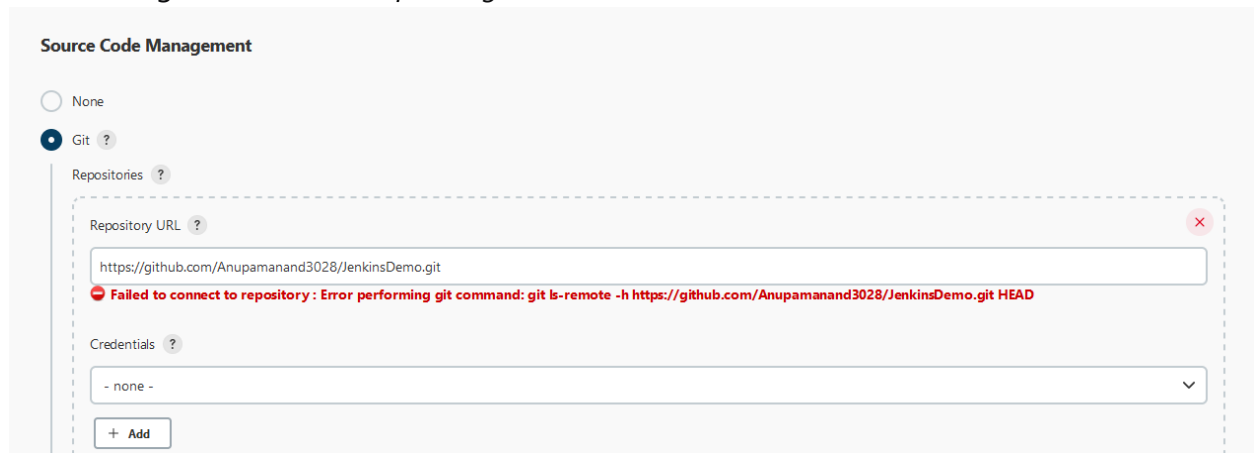 Source Code Management
None
Git ?
Repositories ?
Repository URL ?
https://github.com/Anupamanand3028/JenkinsDemo.git
Failed to connect to repository : Error performing git command: git ls-remote -h https://github.com/Anupamanand3028/JenkinsDemo.git HEAD
Credentials ?
- none -
+ Add